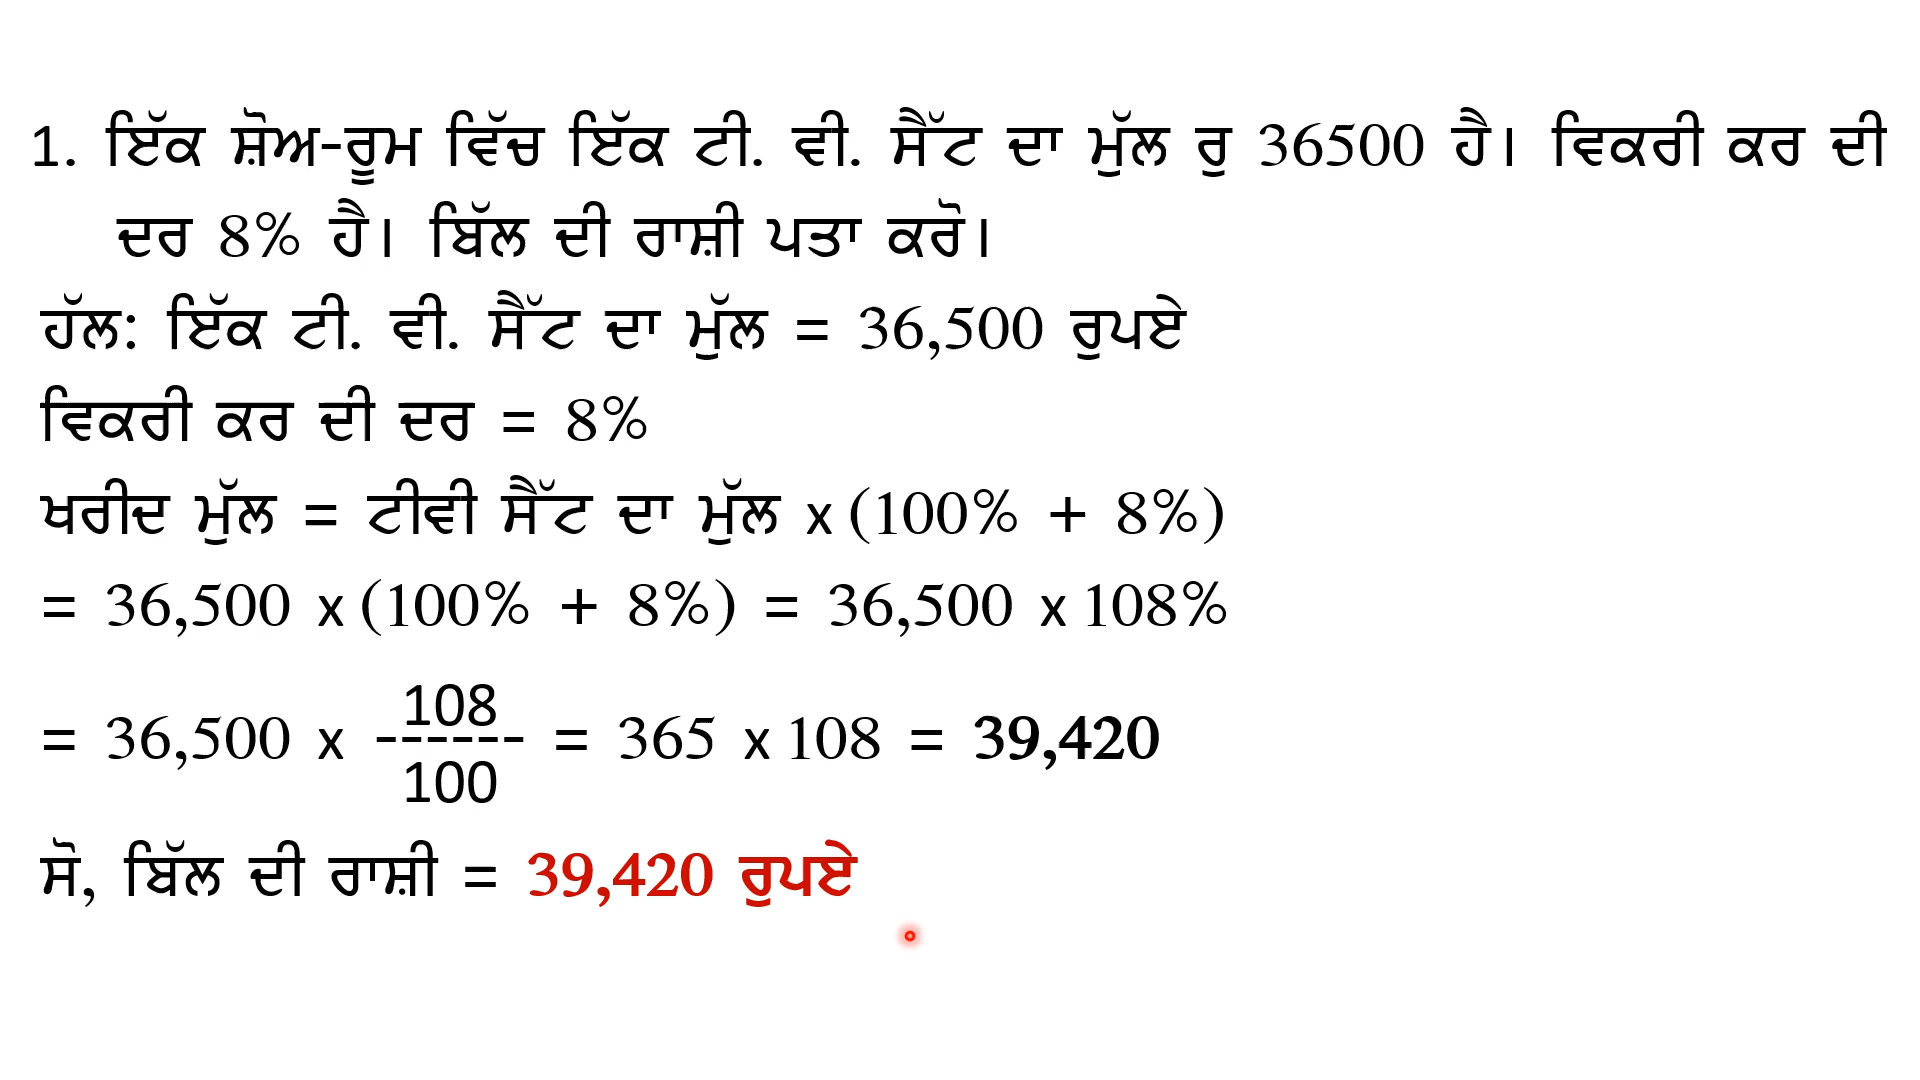 1. ਇੱਕ ਸ਼ੋਅ-ਰੂਮ ਵਿੱਚ ਇੱਕ ਟੀ. ਵੀ. ਸੈੱਟ ਦਾ ਮੁੱਲ ਰੁ 36500 ਹੈ। ਵਿਕਰੀ ਕਰ ਦੀ
ਦਰ 8% ਹੈ। ਬਿੱਲ ਦੀ ਰਾਸ਼ੀ ਪਤਾ ਕਰੋ।
ਹੱਲ: ਇੱਕ ਟੀ. ਵੀ. ਸੈੱਟ ਦਾ ਮੁੱਲ = 36,500 ਰੁਪਏ
ਵਿਕਰੀ ਕਰ ਦੀ ਦਰ = 8%
ਖਰੀਦ ਮੁੱਲ = ਟੀਵੀ ਸੈੱਟ ਦਾ ਮੁੱਲ x (100% + 8%)
= 36,500 x (100% + 8%) = 36,500 x 108%
108
= 36,500 x ------ = 365 x 108 = 39,420
100
ਸੋ, ਬਿੱਲ ਦੀ ਰਾਸ਼ੀ = 39,420 ਰੁਪਏ